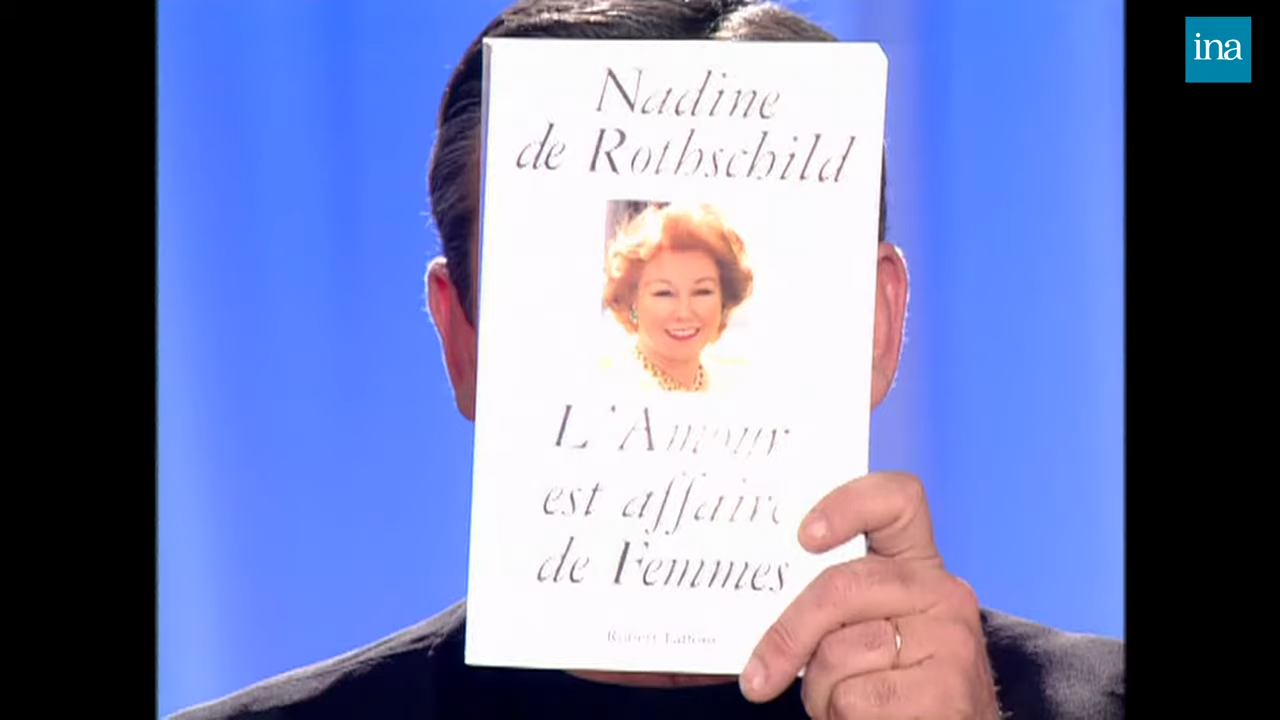 ina
Nadine
de Rothschild
L'Amour
est affaire
de Femmes
Robert Laffont